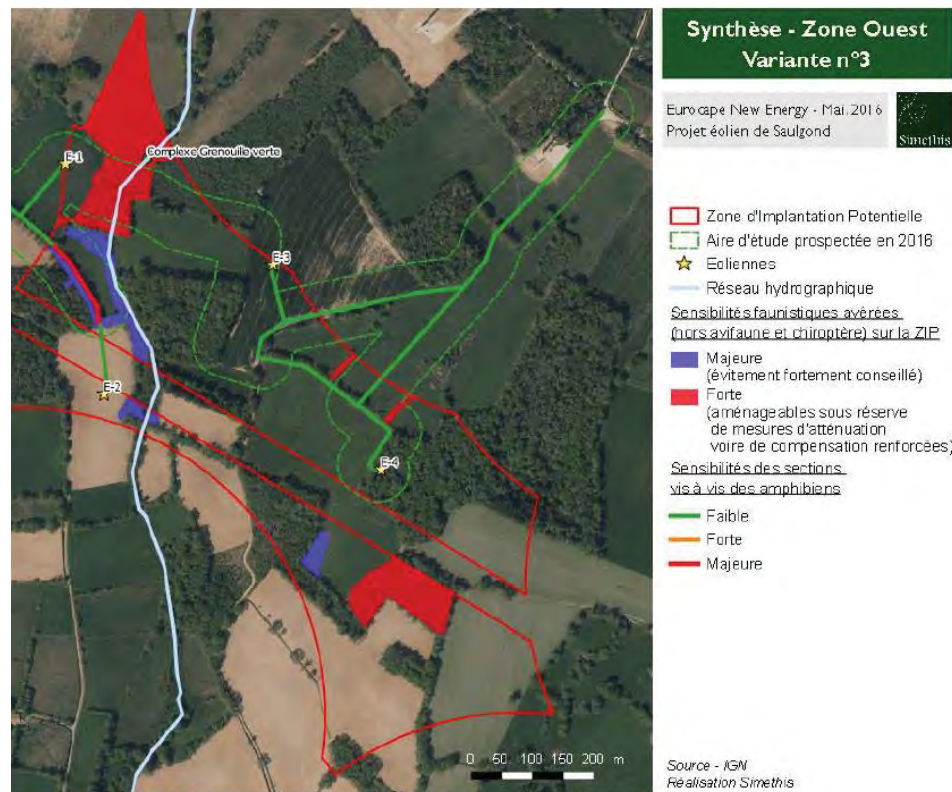 Synthèse - Zone Ouest
Variante n°3
Eurocape New Energy - Mai. 2016
Projet éolien de Saulgond
Simethis
Zone d'Implantation Potentielle
Aire d'étude prospectée en 2016
Eoliennes
Réseau hydrographique
Sensibilités faunistiques avérées
(hors avifaune et chiroptère) sur la ZIP
Majeure
(évitement fortement conseillé)
Forte
(aménageables sous réserve
de mesures d'atténuation
voire de compensation renforcées)
Sensibilités des sections
vis à vis des amphibiens
Faible
Forte
Majeure
Source - IGN
Réalisation Simethis
E-1
Complexe Grenouille verte
E-3
E-2
E-4
0 50 100 150 200 m